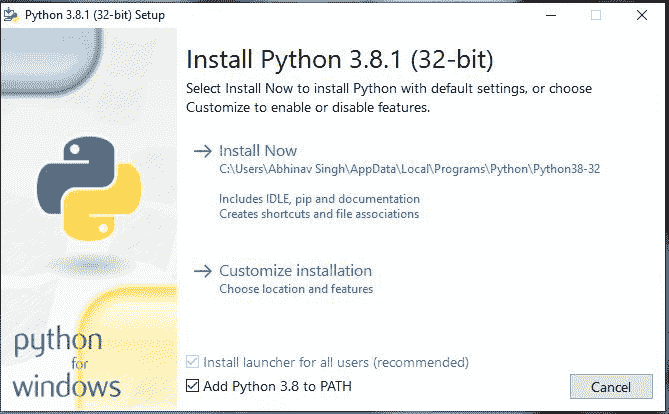 Python 3.8.1 (32-bit) Setup
Install Python 3.8.1 (32-bit)
Select Install Now to install Python with default settings, or choose
Customize to enable or disable features.
Install Now
C:\Users\Abhinav Singh\AppData\Local\Programs\Python\Python38-32
Includes IDLE, pip and documentation
Creates shortcuts and file associations
Customize installation
Choose location and features
python
for
windows
Install launcher for all users (recommended)
Add Python 3.8 to PATH
Cancel